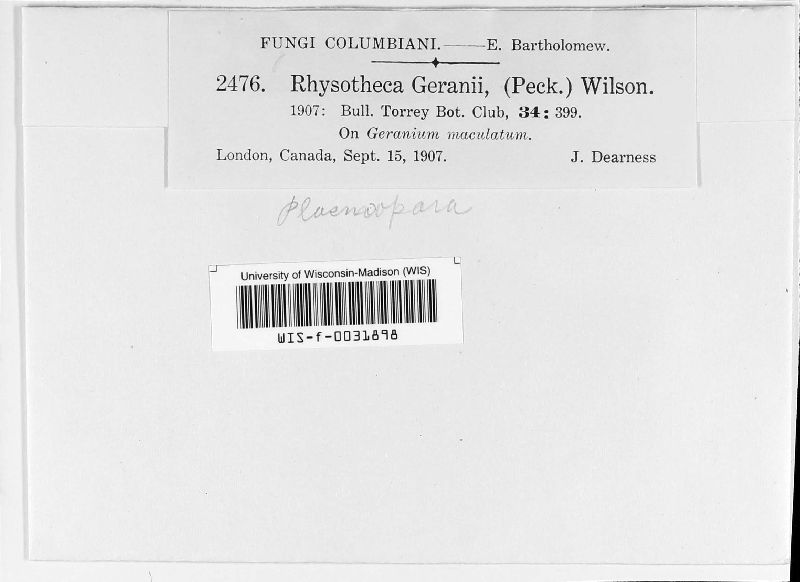 FUNGI COLUMBIANI.——E. Bartholomew.
2476. Rhysotheca Geranii, (Peck.) Wilson.
1907: Bull. Torrey Bot. Club, 34: 399.
On Geranium maculatum.
London, Canada, Sept. 15, 1907. J. Dearness
Plasmopara
University of Wisconsin-Madison (WIS)
WIS-f-0031898